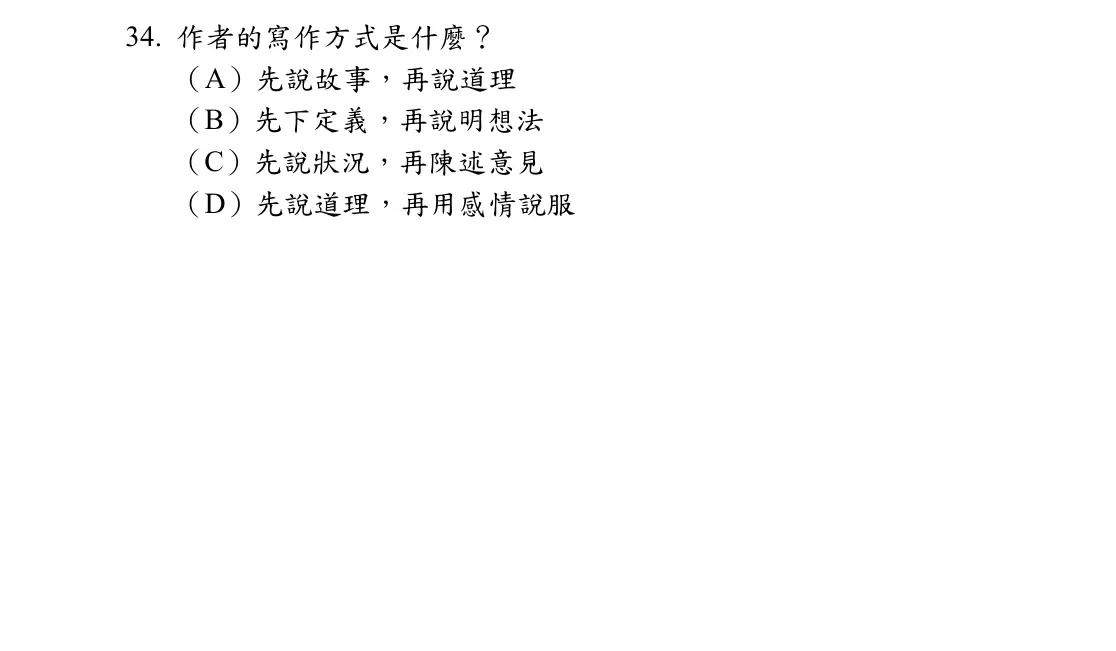 34. 作者的寫作方式是什麼？
（A）先說故事，再說道理
（B）先下定義，再說明想法
（C）先說狀況，再陳述意見
（D）先說道理，再用感情說服